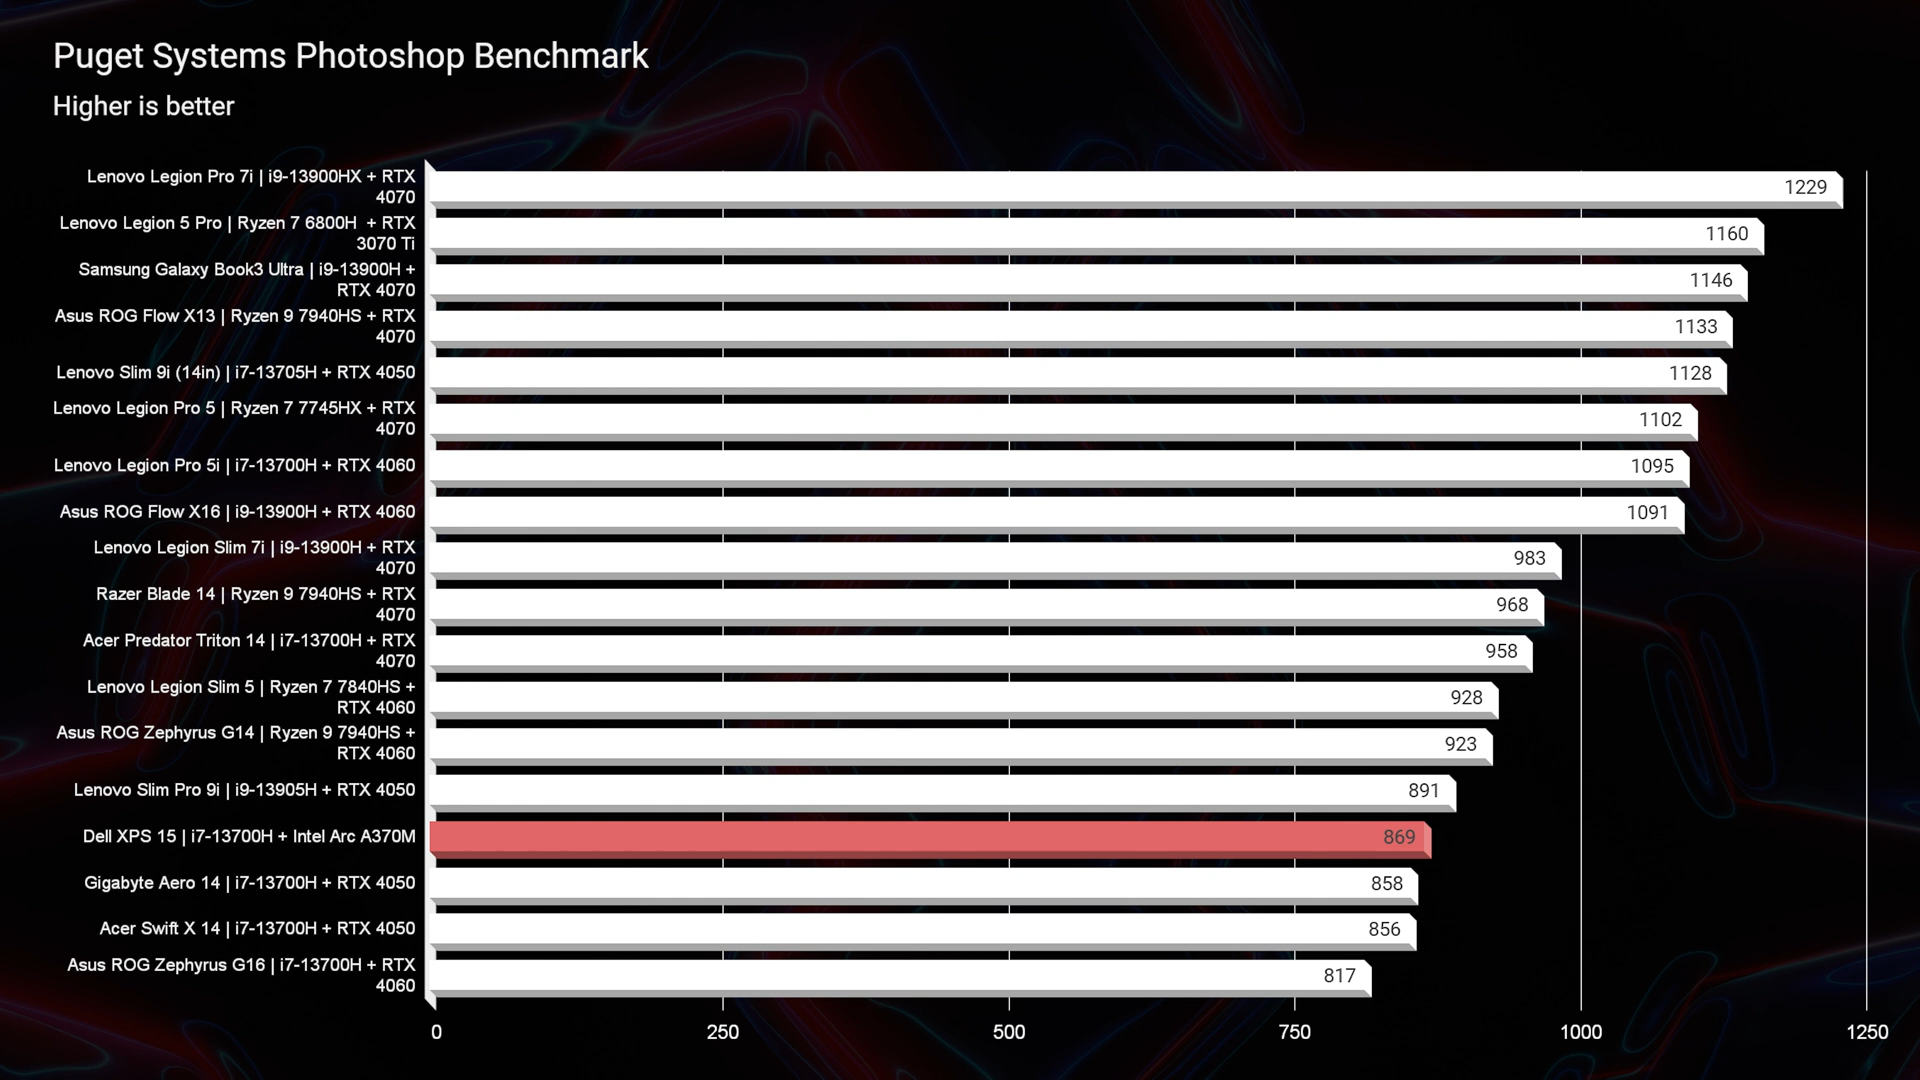 Puget Systems Photoshop Benchmark
Higher is better
Lenovo Legion Pro 7i | i9-13900HX + RTX
4070
1229
Lenovo Legion 5 Pro | Ryzen 7 6800H + RTX
3070 Ti
1160
Samsung Galaxy Book3 Ultra | i9-13900H +
RTX 4070
1146
Asus ROG Flow X13 | Ryzen 9 7940HS + RTX
4070
1133
Lenovo Slim 9i (14in) | i7-13705H + RTX 4050
1128
Lenovo Legion Pro 5 | Ryzen 7 7745HX + RTX
4070
1102
Lenovo Legion Pro 5i | i7-13700H + RTX 4060
1095
Asus ROG Flow X16 | i9-13900H + RTX 4060
1091
Lenovo Legion Slim 7i | i9-13900H + RTX
4070
983
Razer Blade 14 | Ryzen 9 7940HS + RTX
4070
968
Acer Predator Triton 14 | i7-13700H + RTX
4070
958
Lenovo Legion Slim 5 | Ryzen 7 7840HS +
RTX 4060
928
Asus ROG Zephyrus G14 | Ryzen 9 7940HS +
RTX 4060
923
Lenovo Slim Pro 9i | i9-13905H + RTX 4050
891
Dell XPS 15 | i7-13700H + Intel Arc A370M
869
Gigabyte Aero 14 | i7-13700H + RTX 4050
858
Acer Swift X 14 | i7-13700H + RTX 4050
856
Asus ROG Zephyrus G16 | i7-13700H + RTX
4060
817
0 250 500 750 1000 1250